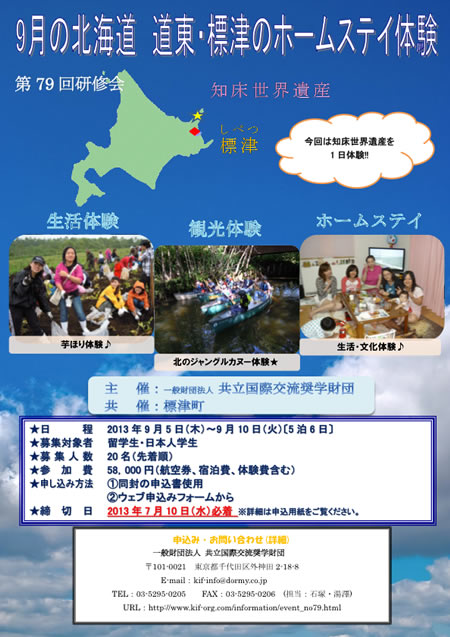 9月の北海道 道東・標津のホームステイ体験
第79回研修会
知床世界遺産
しべつ
標津
今回は知床世界遺産を
1日体験!!
生活体験
観光体験
ホームステイ
芋ほり体験♪
北のジャングルカヌー体験★
生活・文化体験♪
主 催：一般財団法人 共立国際交流奨学財団
共 催：標津町
★日 程 2013年9月5日(木)～9月10日(火)〔5泊6日〕
★募集対象者 留学生・日本人学生
★募集人数 20名(先着順)
★参加費 58,000円(航空券、宿泊費、体験費含む)
★申し込み方法 ①同封の申込書使用
②ウェブ申込みフォームから
★締切日 2013年7月10日(水)必着 ※詳細は申込用紙をご覧ください。
申込み・お問い合わせ(詳細)
一般財団法人 共立国際交流奨学財団
〒101-0021 東京都千代田区外神田2-18-8
E-mail：kif-info@dormy.co.jp
TEL：03-5295-0205 FAX：03-5295-0206 (担当：石塚・湯澤)
URL：http://www.kif-org.com/information/event_no79.html